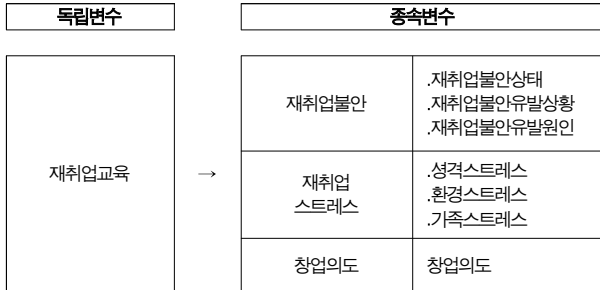 독립변수
종속변수
재취업교육
→
재취업불안
.재취업불안상태
.재취업불안유발상황
.재취업불안유발원인
재취업
스트레스
.성격스트레스
.환경스트레스
.가족스트레스
창업의도
창업의도